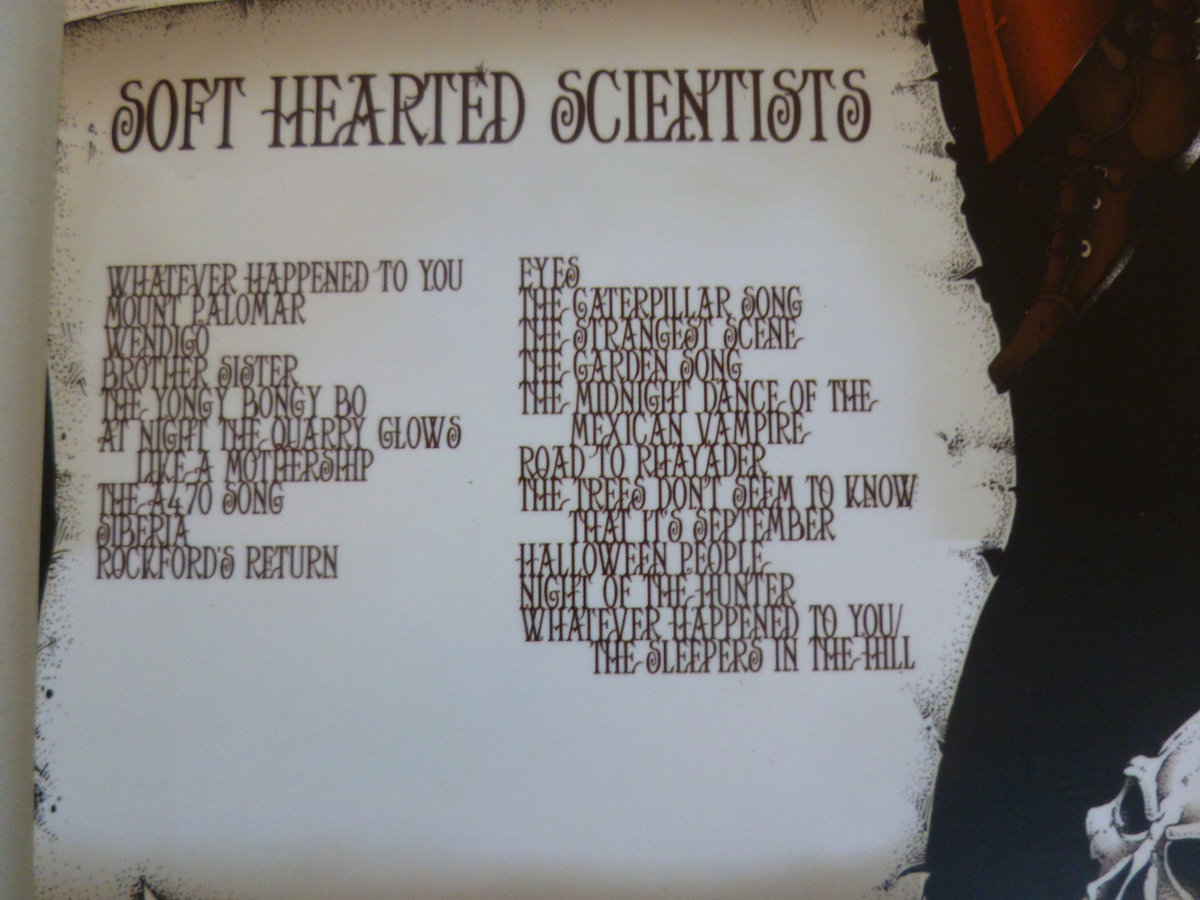 SOFT HEARTED SCIENTISTS
WHATEVER HAPPENED TO YOU
MOUNT PALOMAR
WENDIGO
BROTHER SISTER
THE YONGY BONGY BO
AT NIGHT THE QUARRY GLOWS
LIKE A MOTHERSHIP
THE A470 SONG
SIBERIA
ROCKFORD'S RETURN
EYES
THE CATERPILLAR SONG
THE STRANGEST SCENE
THE GARDEN SONG
THE MIDNIGHT DANCE OF THE
MEXICAN VAMPIRE
ROAD TO RHAYADER
THE TREES DON'T SEEM TO KNOW
THAT IT'S SEPTEMBER
HALLOWEEN PEOPLE
NIGHT OF THE HUNTER
WHATEVER HAPPENED TO YOU/
THE SLEEPERS IN THE HILL